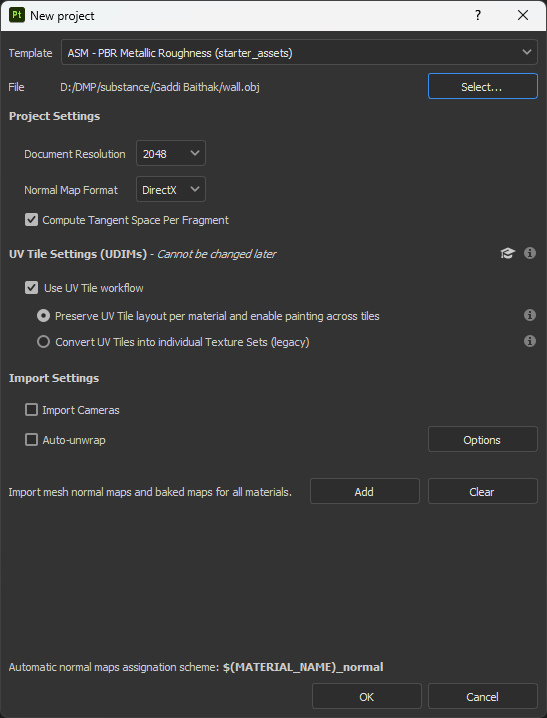 Pt New project ?
Template ASM - PBR Metallic Roughness (starter_assets)
File D:/DMP/substance/Gaddi Baithak/wall.obj Select...
Project Settings
Document Resolution 2048
Normal Map Format DirectX
Compute Tangent Space Per Fragment
UV Tile Settings (UDIMs) - Cannot be changed later
Use UV Tile workflow
Preserve UV Tile layout per material and enable painting across tiles
Convert UV Tiles into individual Texture Sets (legacy)
Import Settings
Import Cameras
Auto-unwrap Options
Import mesh normal maps and baked maps for all materials. Add Clear
Automatic normal maps assignation scheme: $(MATERIAL_NAME)_normal
OK Cancel